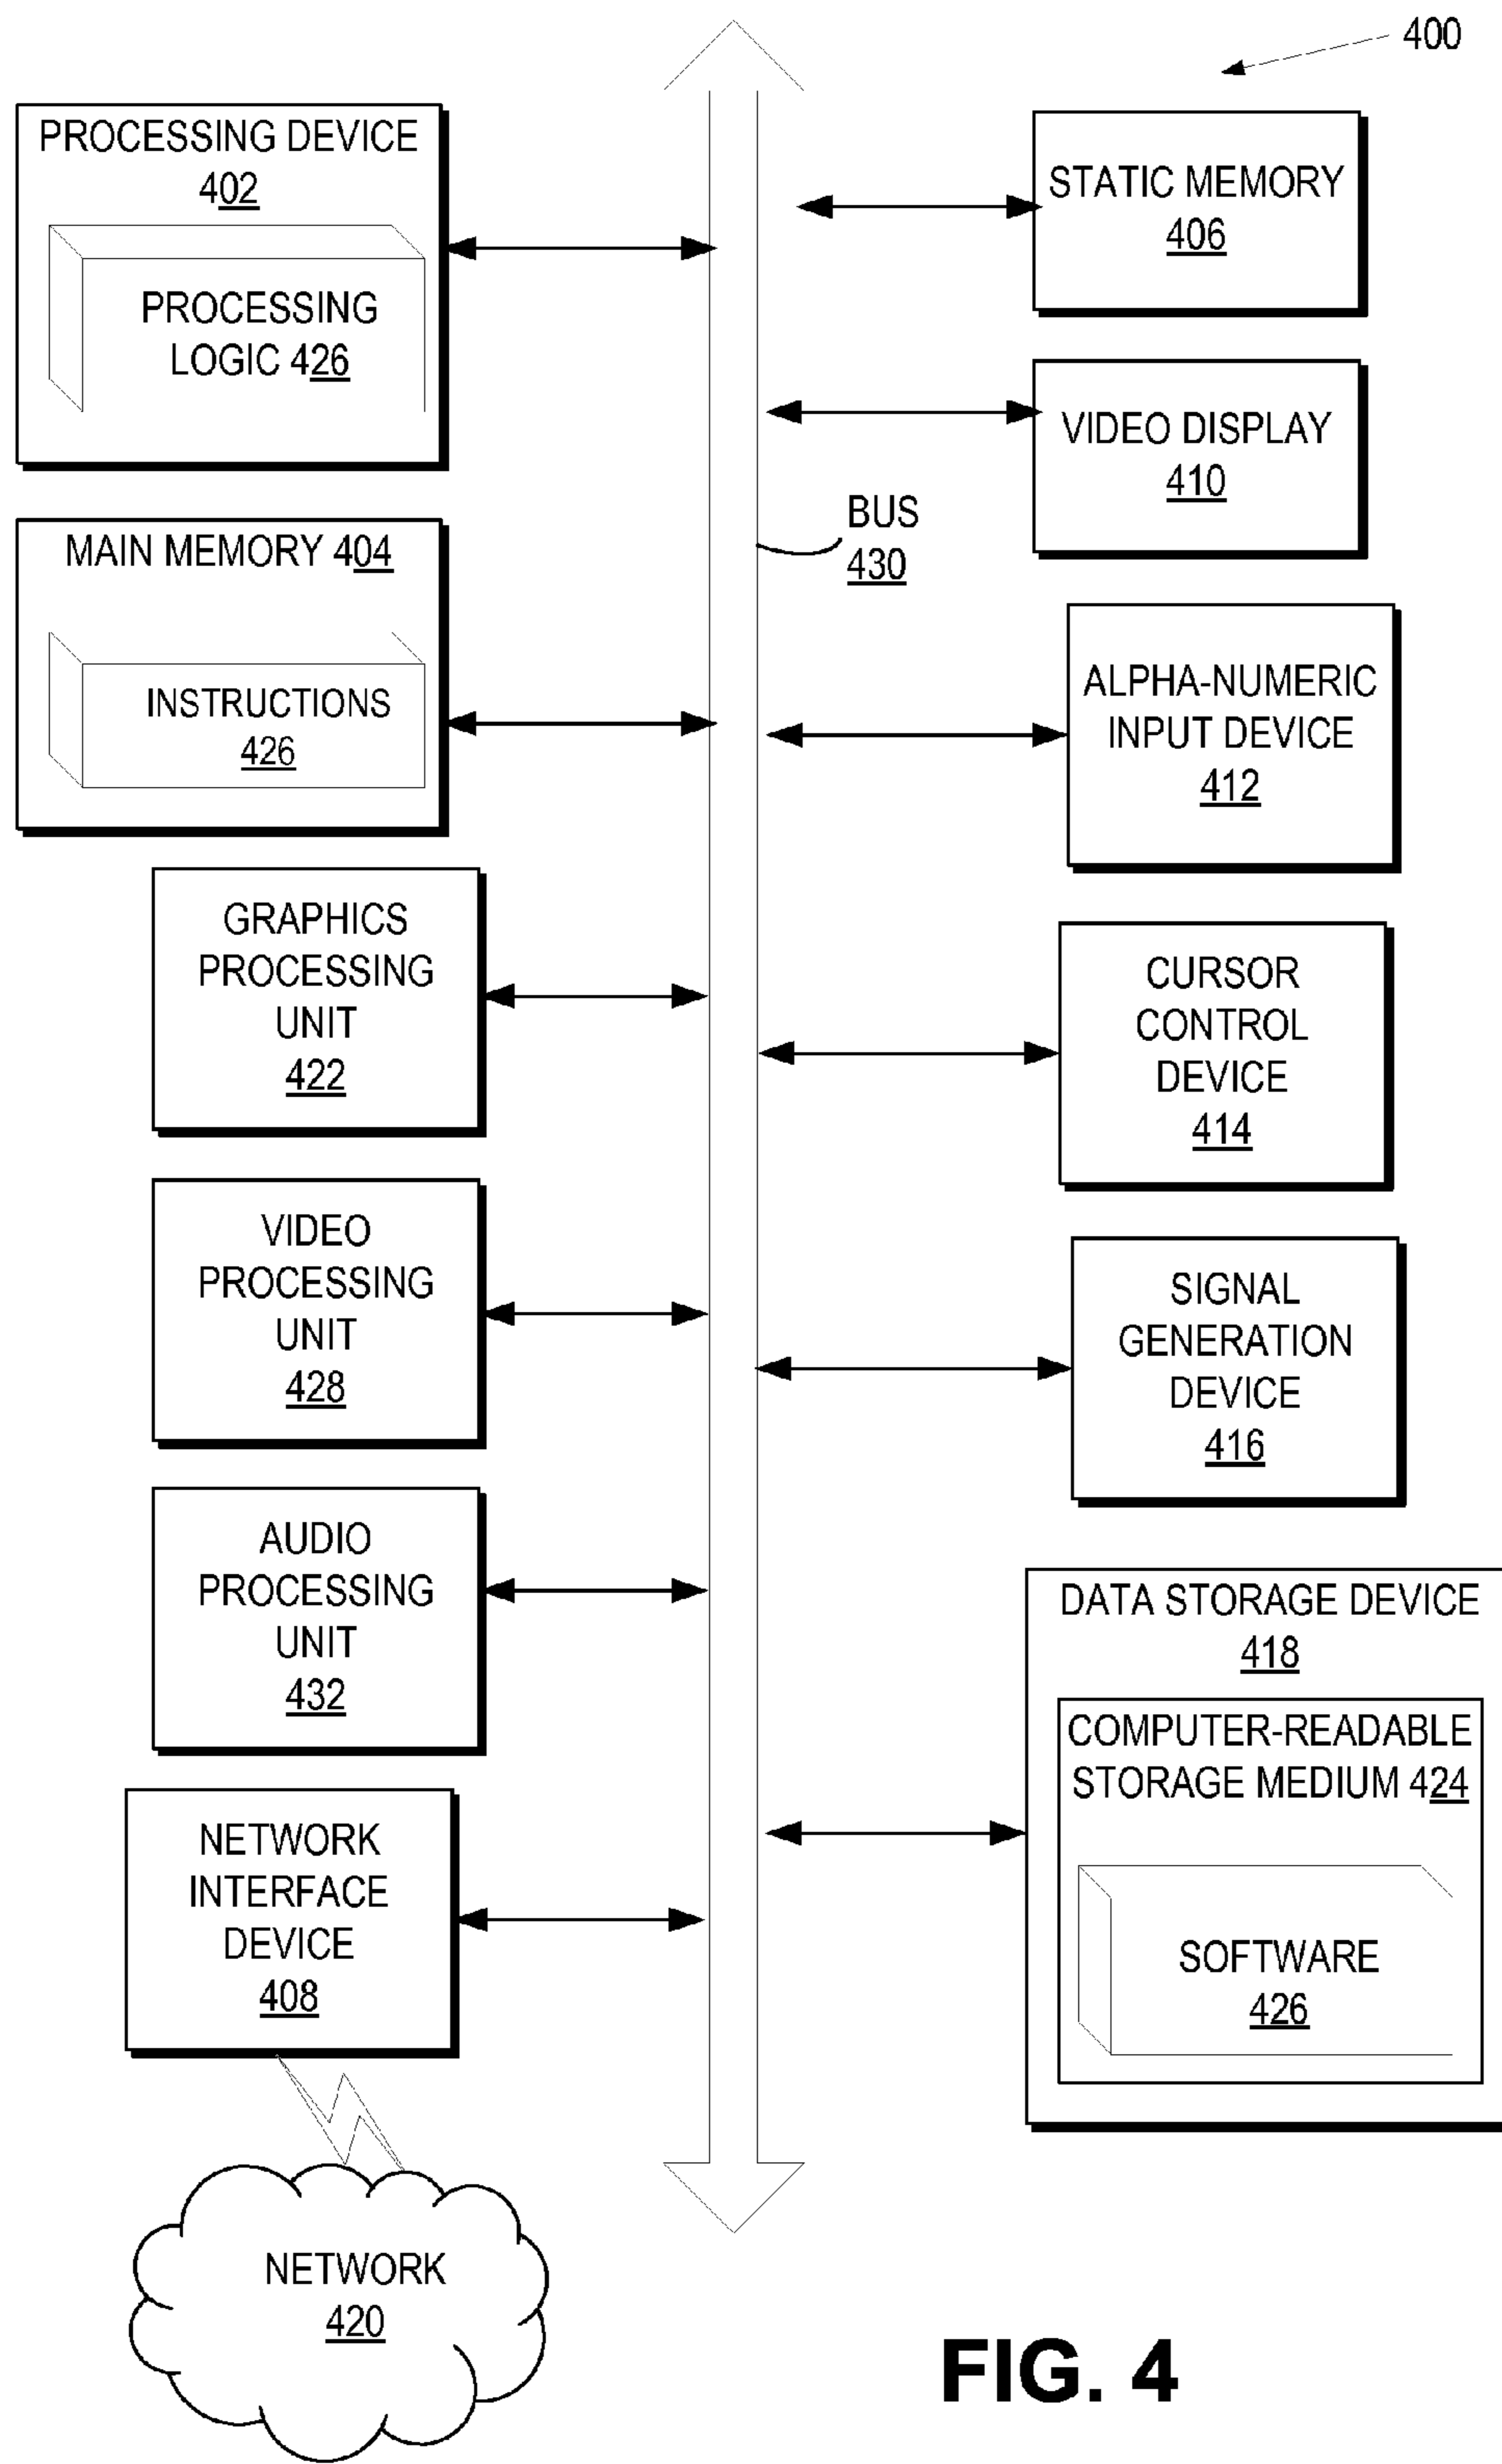 400
PROCESSING DEVICE
402
PROCESSING
LOGIC 426
MAIN MEMORY 404
INSTRUCTIONS
426
GRAPHICS
PROCESSING
UNIT
422
VIDEO
PROCESSING
UNIT
428
AUDIO
PROCESSING
UNIT
432
NETWORK
INTERFACE
DEVICE
408
NETWORK
420
BUS
430
STATIC MEMORY
406
VIDEO DISPLAY
410
ALPHA-NUMERIC
INPUT DEVICE
412
CURSOR
CONTROL
DEVICE
414
SIGNAL
GENERATION
DEVICE
416
DATA STORAGE DEVICE
418
COMPUTER-READABLE
STORAGE MEDIUM 424
SOFTWARE
426
FIG. 4